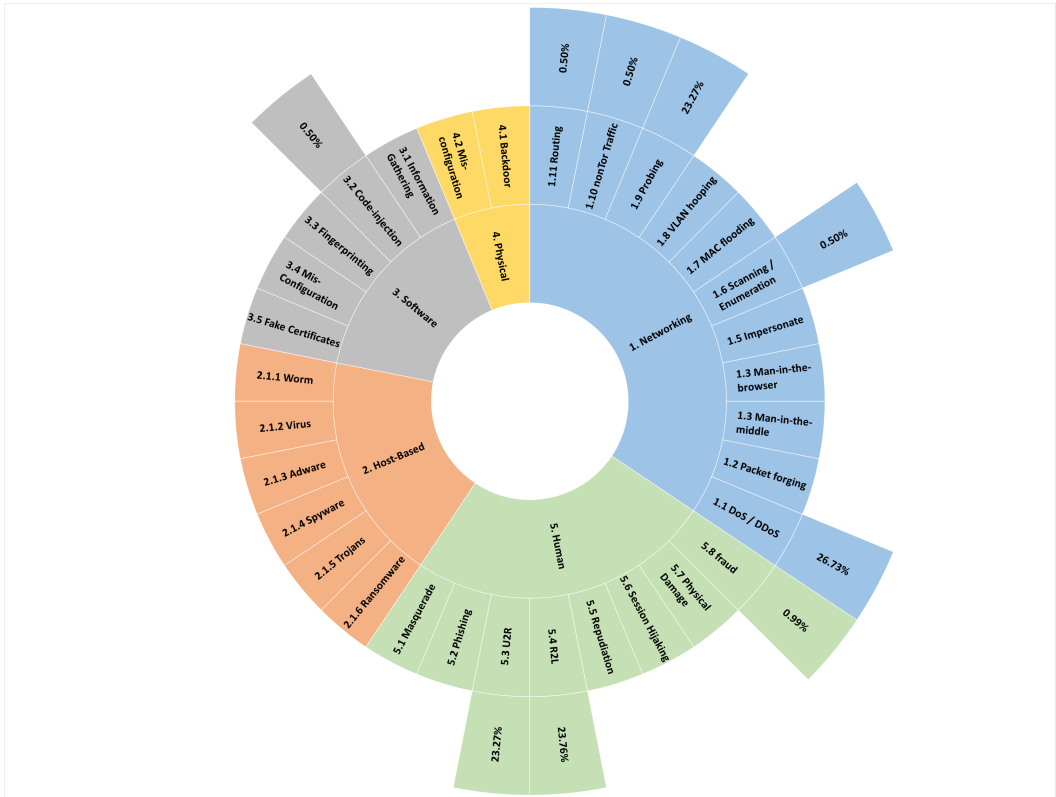 0.50%
0.50%
23.27%
1.11 Routing
1.10 nonTor Traffic
1.9 Probing
1.8 VLAN hooping
1.7 MAC flooding
1.6 Scanning /
Enumeration
0.50%
1.5 Impersonate
1.3 Man-in-the-
browser
1.3 Man-in-the-
middle
1.2 Packet forging
1.1 DoS / DDoS
26.73%
1. Networking
5.8 fraud
0.99%
5.7 Physical
Damage
5.6 Session Hijaking
5.5 Repudiation
5.4 R2L
23.76%
5.3 U2R
23.27%
5.2 Phishing
5.1 Masquerade
5. Human
2.1.6 Ransomware
2.1.5 Trojans
2.1.4 Spyware
2.1.3 Adware
2.1.2 Virus
2.1.1 Worm
2. Host-Based
3.5 Fake Certificates
3.4 Mis-
Configuration
3.3 Fingerprinting
3.2 Code-injection
0.50%
3.1 Information
Gathering
3. Software
4.2 Mis-
configuration
4.1 Backdoor
4. Physical